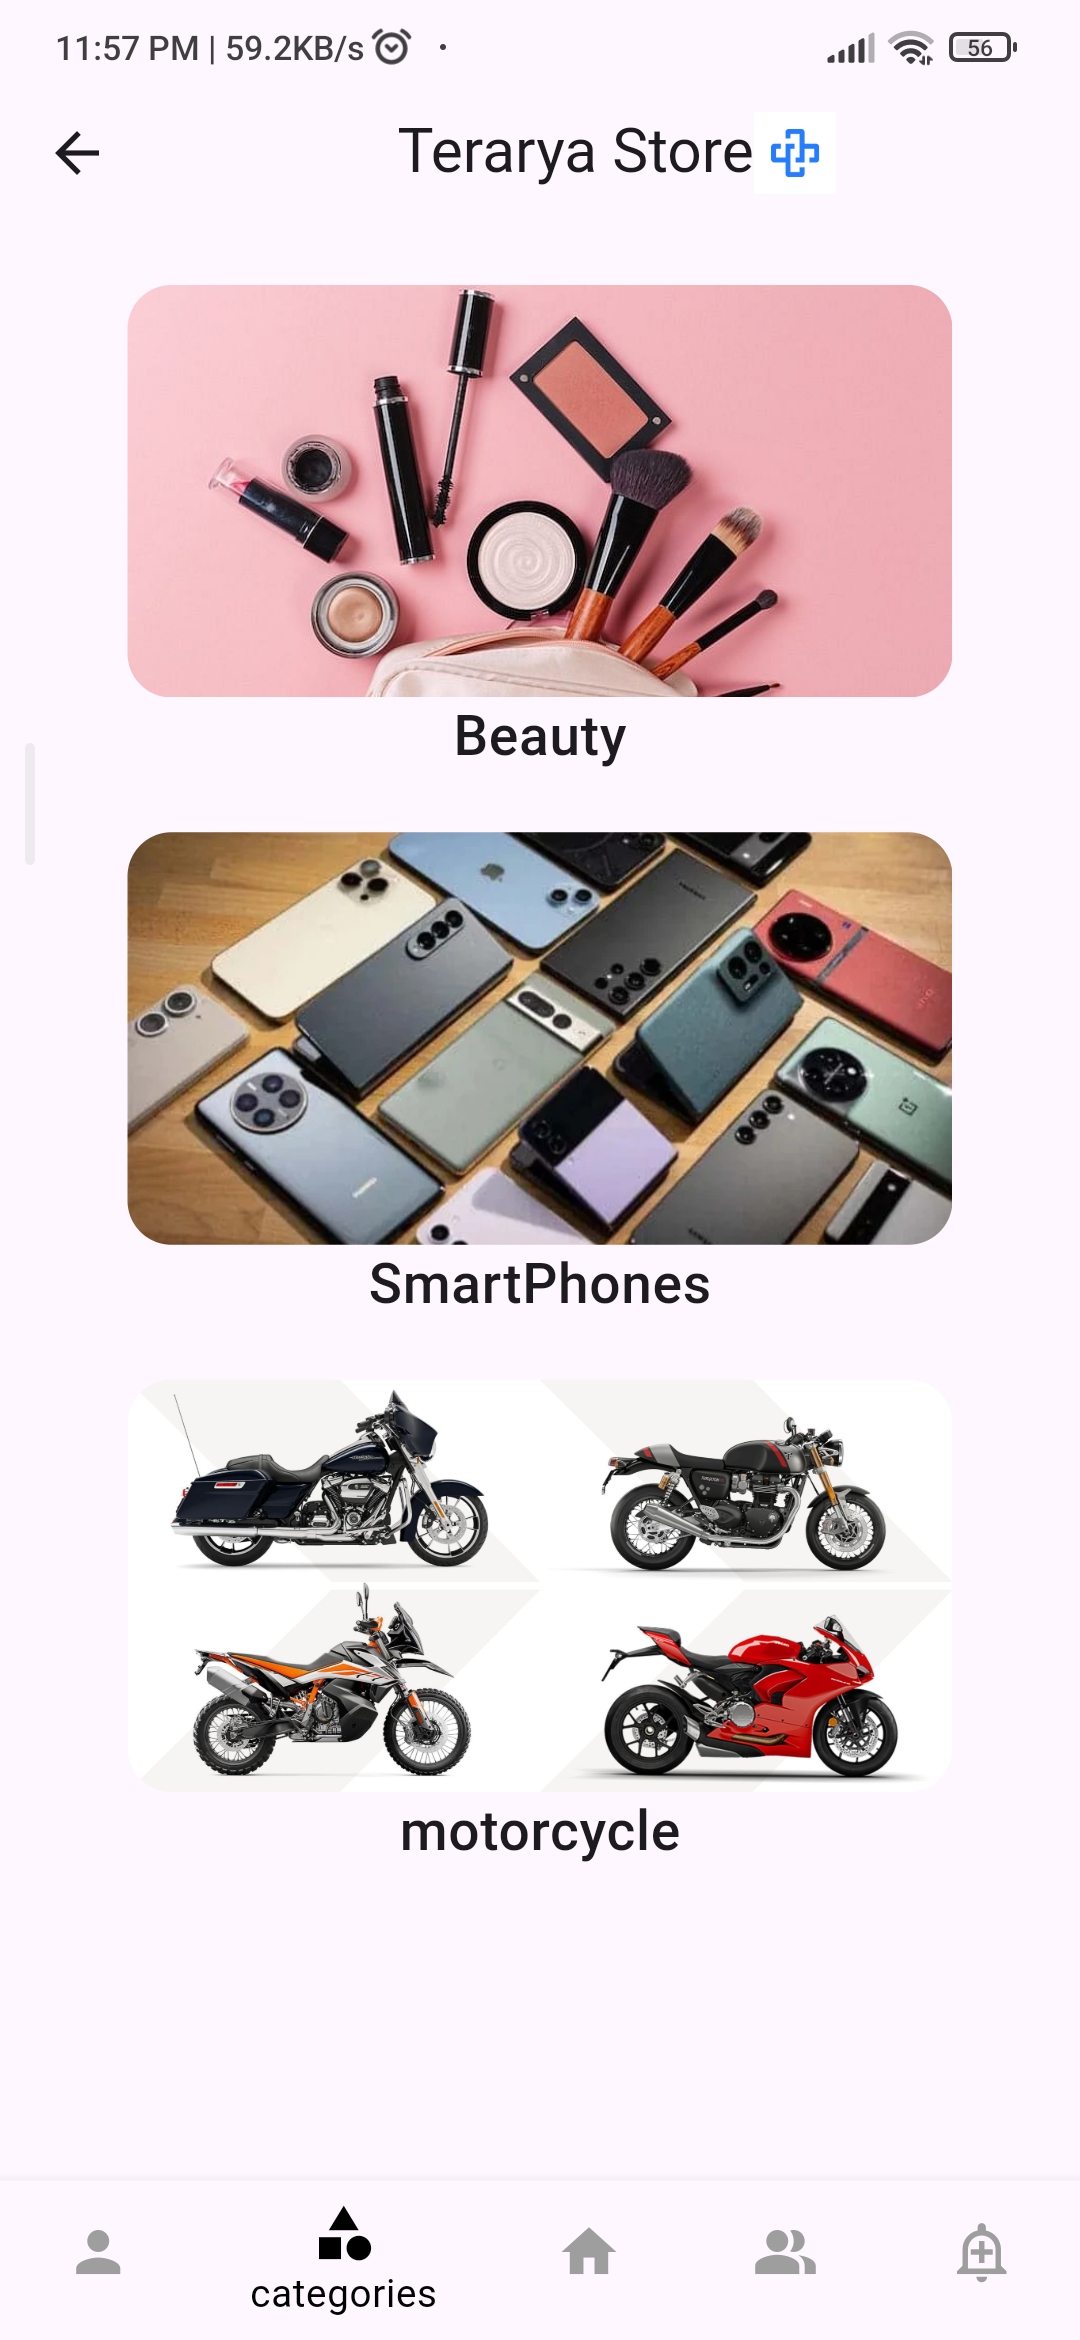 11:57 PM | 59.2KB/s
56
Terarya Store
Beauty
SmartPhones
motorcycle
categories